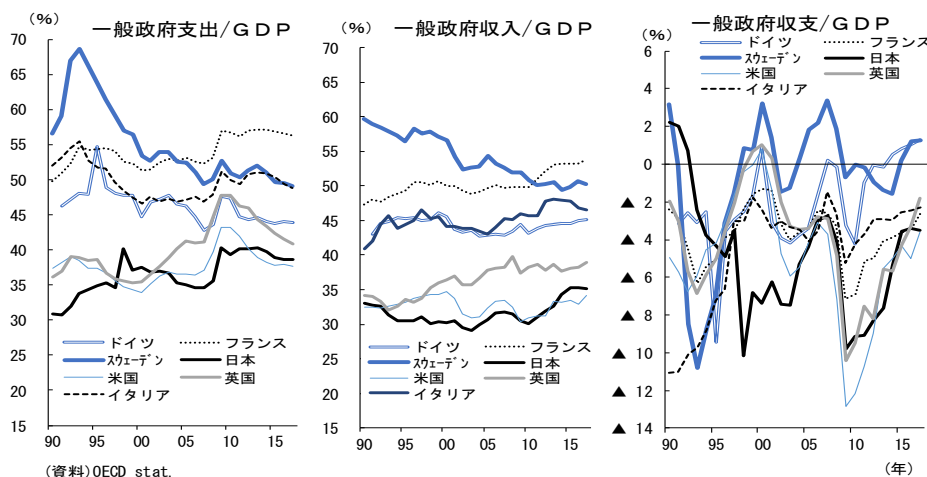 一般政府支出/GDP
(%)
70
65
60
55
50
45
40
35
30
25
20
15
90 95 00 05 10 15
ドイツ フランス
スウェーデン 日本
米国 英国
イタリア
(資料)OECD stat.
一般政府収入/GDP
(%)
70
65
60
55
50
45
40
35
30
25
20
15
90 95 00 05 10 15
ドイツ フランス
スウェーデン 日本
米国 英国
イタリア
一般政府収支/GDP
(%)
6
4
2
0
▲ 2
▲ 4
▲ 6
▲ 8
▲ 10
▲ 12
▲ 14
90 95 00 05 10 15
ドイツ フランス
スウェーデン 日本
米国 英国
イタリア
(年)